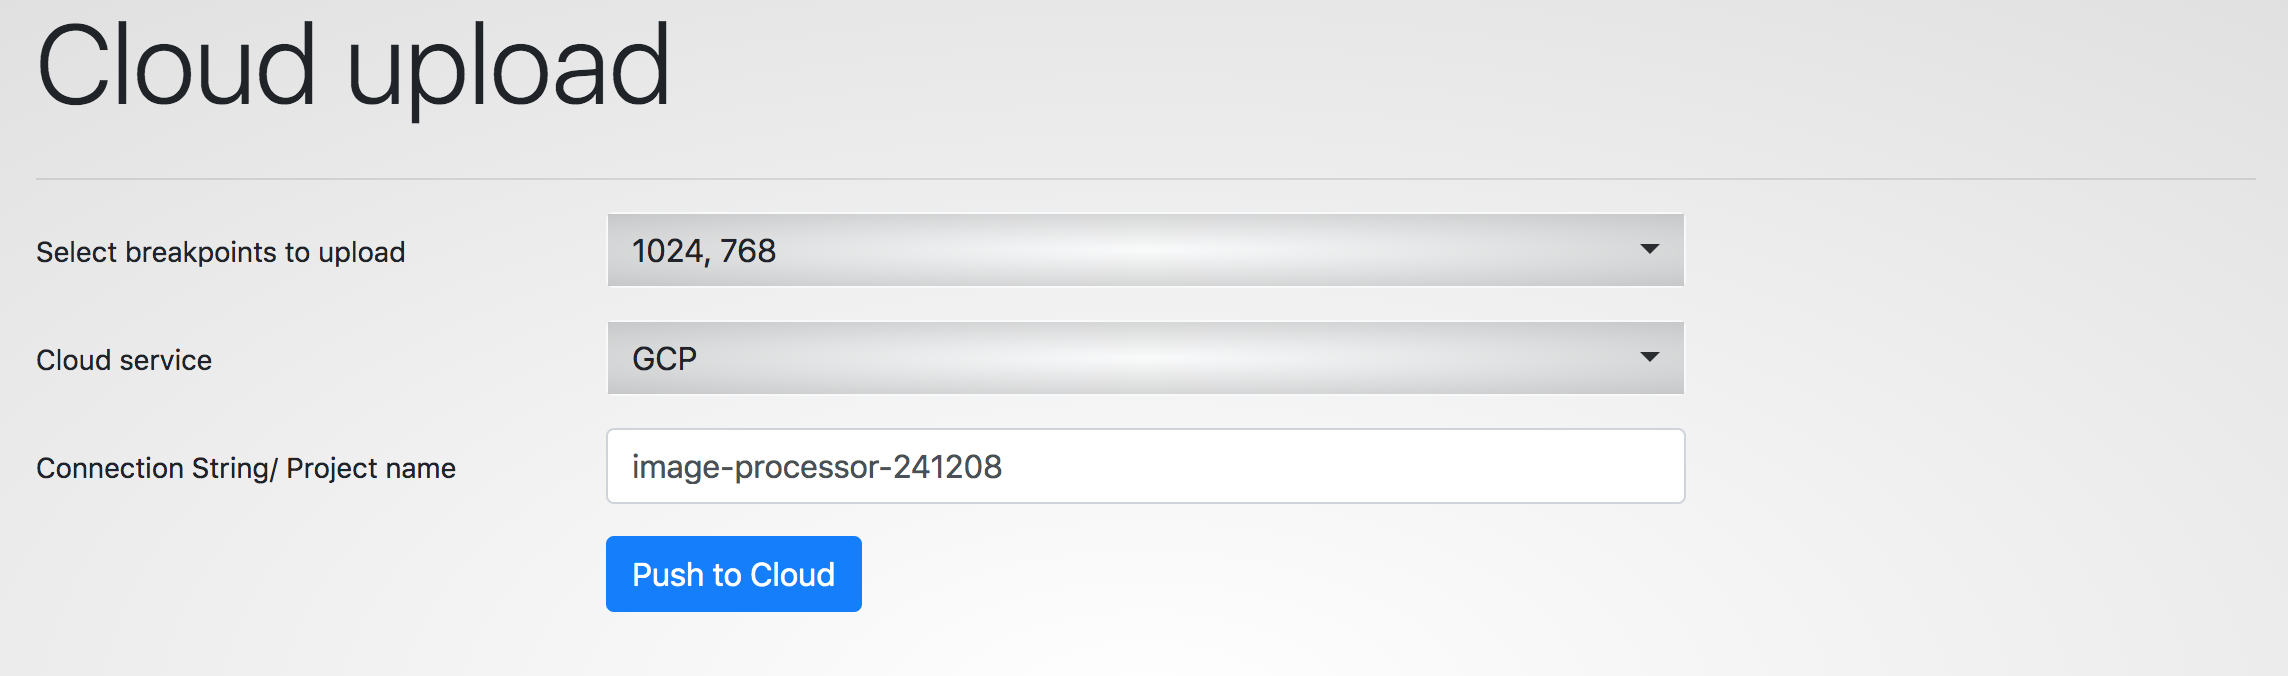 Cloud upload
Select breakpoints to upload
1024, 768
Cloud service
GCP
Connection String/ Project name
image-processor-241208
Push to Cloud